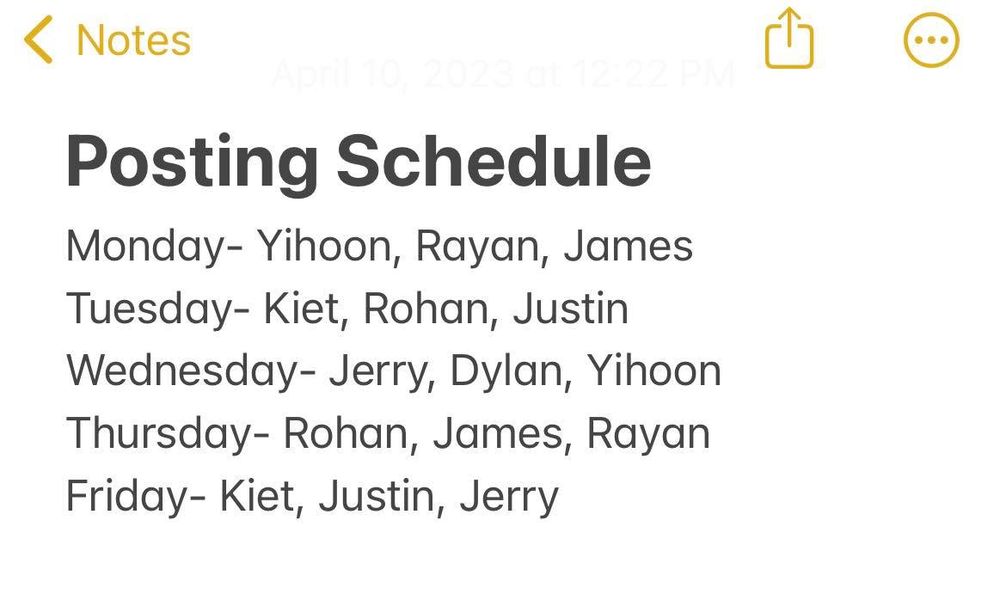 Notes
April 10, 2023 at 12:22 PM
Posting Schedule
Monday- Yihoon, Rayan, James
Tuesday- Kiet, Rohan, Justin
Wednesday- Jerry, Dylan, Yihoon
Thursday- Rohan, James, Rayan
Friday- Kiet, Justin, Jerry